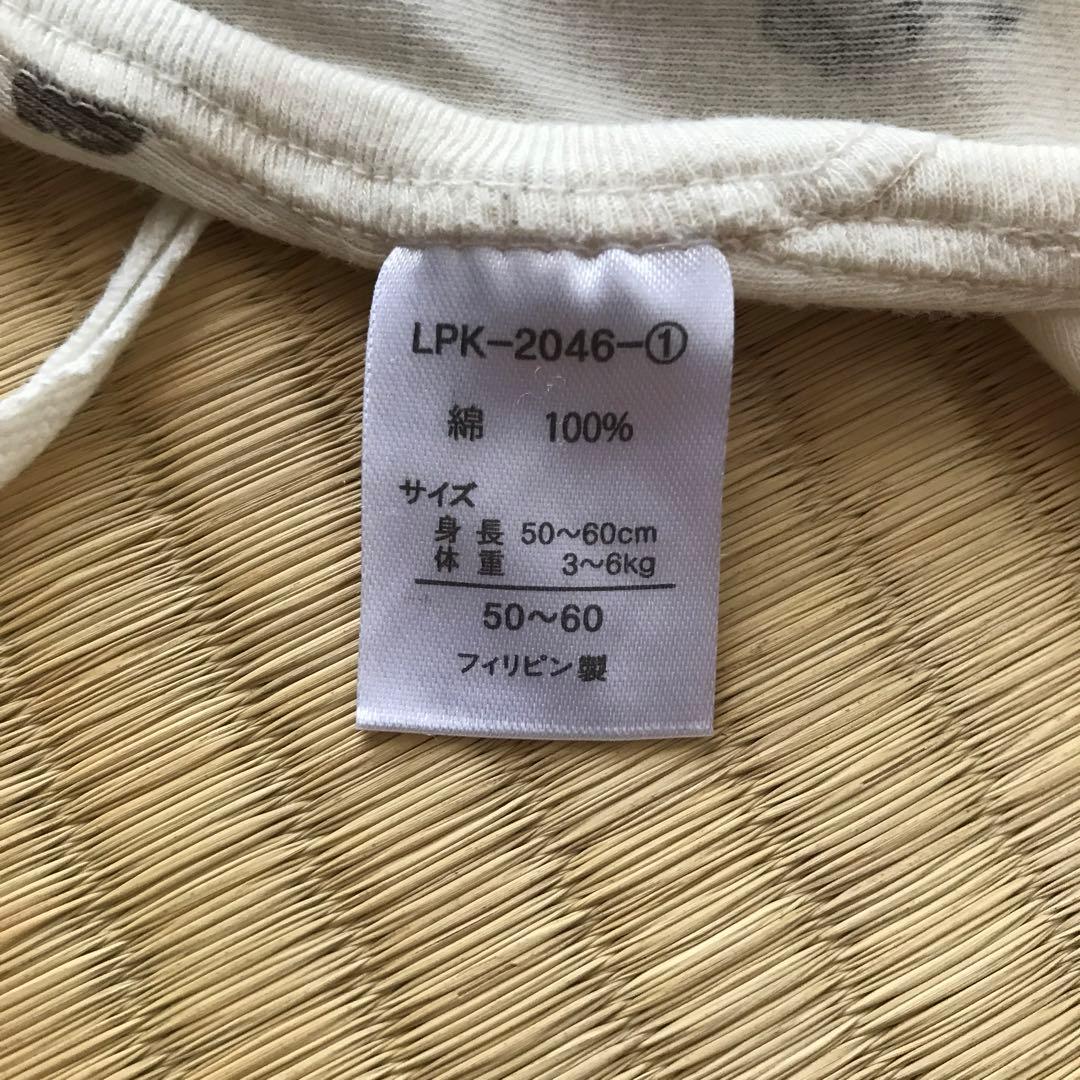 LPK-2046-①
綿 100%
サイズ
身長 50~60cm
体重 3~6kg
50~60
フィリピン製